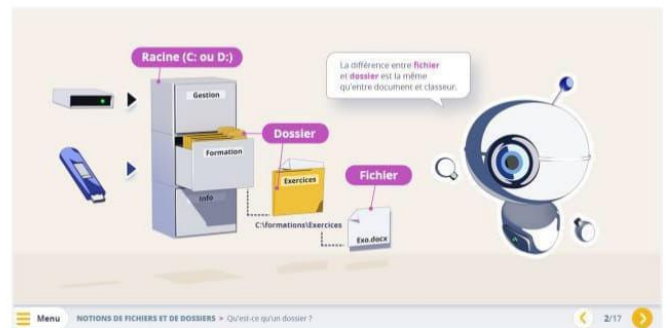 Racine (C: ou D:)
La différence entre fichier
et dossier est la même
qu'entre document et classeur.
Gestion
Dossier
Formation
Fichier
Exercices
Info
C:\formations\Exercices
Exo.docx
Menu
NOTIONS DE FICHIERS ET DE DOSSIERS > Qu'est-ce qu'un dossier ?
2/17